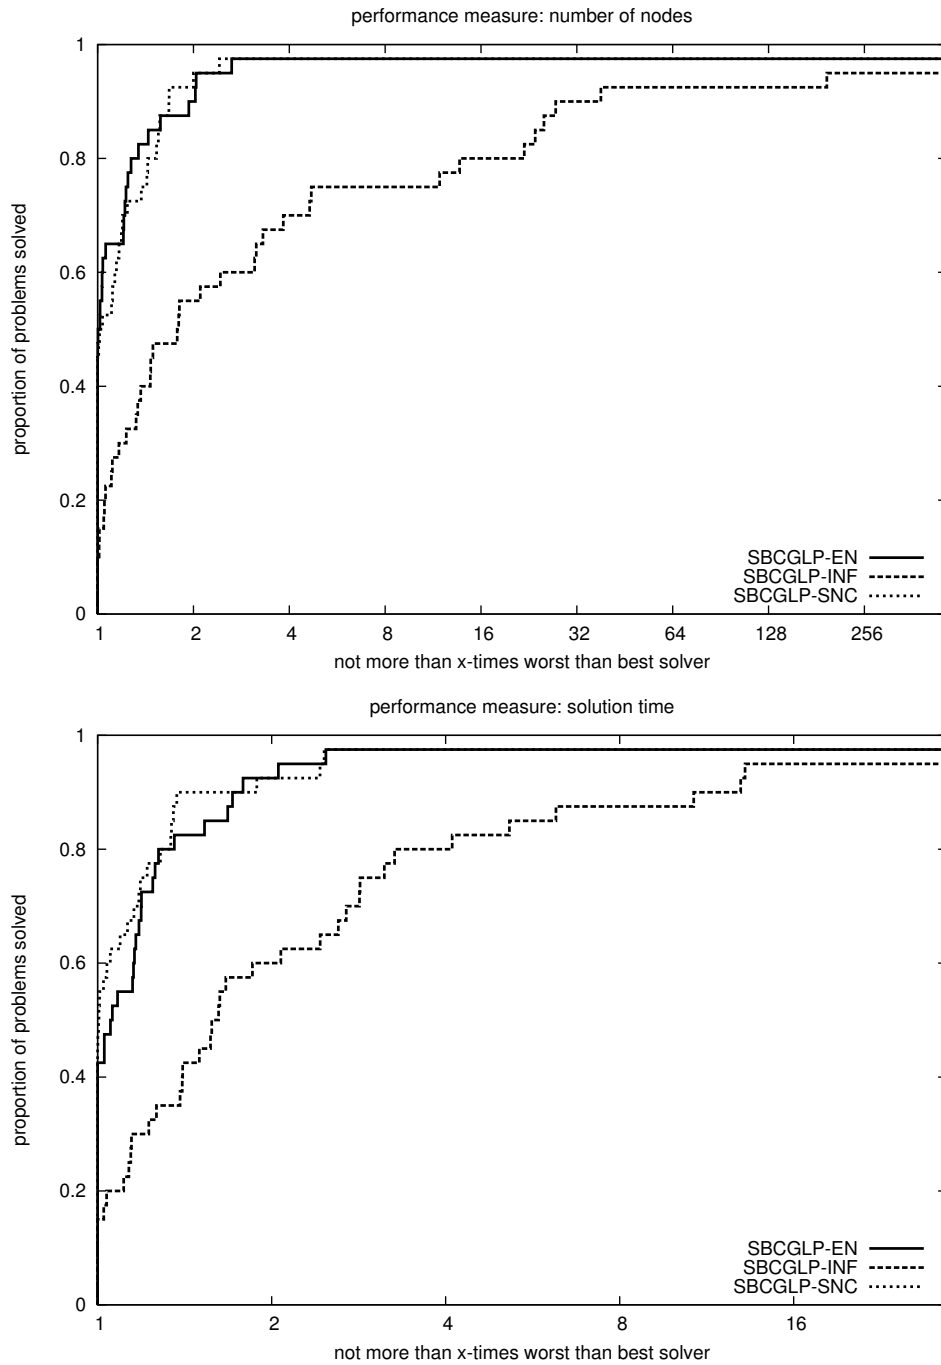 performance measure: number of nodes
1
0.8
0.6
0.4
0.2
0
proportion of problems solved
SBCGLP-EN
SBCGLP-INF
SBCGLP-SNC
1 2 4 8 16 32 64 128 256
not more than x-times worst than best solver
performance measure: solution time
1
0.8
0.6
0.4
0.2
0
proportion of problems solved
SBCGLP-EN
SBCGLP-INF
SBCGLP-SNC
1 2 4 8 16
not more than x-times worst than best solver